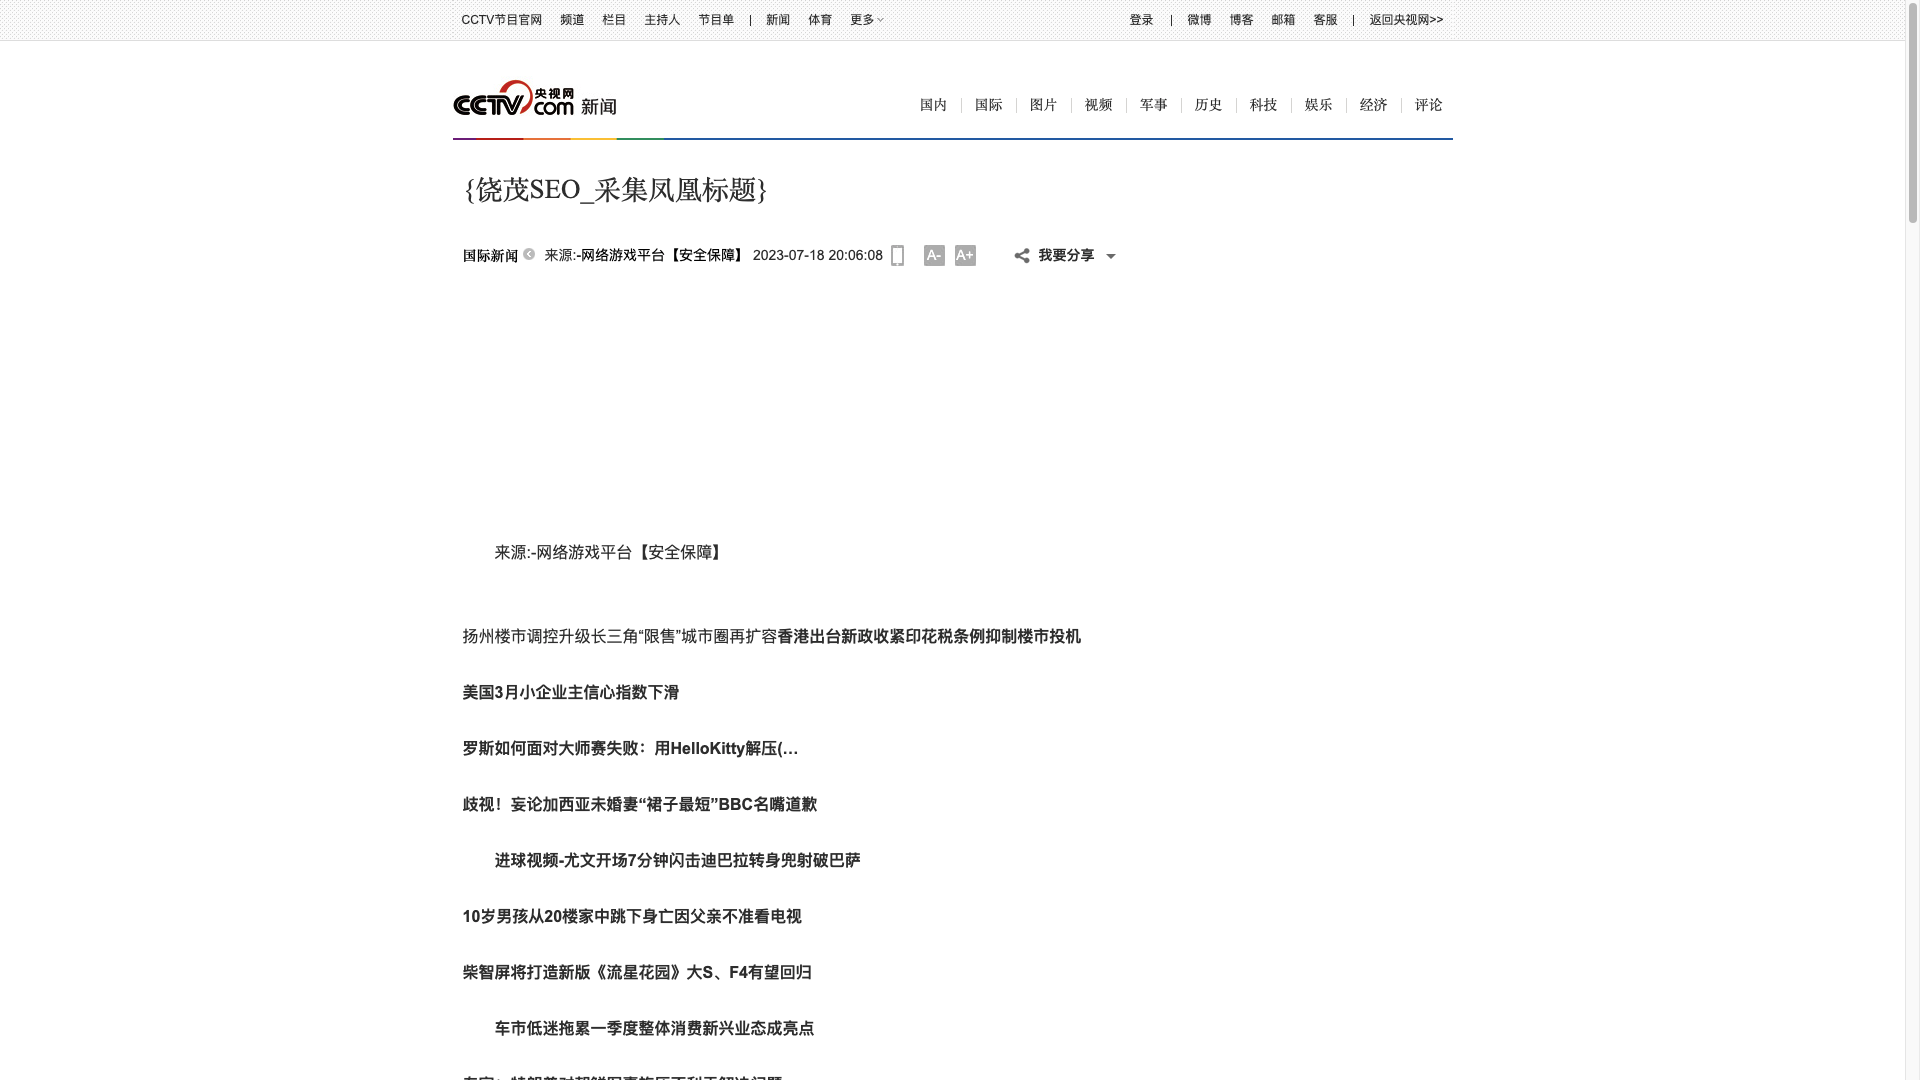 CCTV节目官网 频道 栏目 主持人 节目单 | 新闻 体育 更多 登录 | 微博 博客 邮箱 客服 | 返回央视网>>
CCTV.com 央视网 新闻 国内 国际 图片 视频 军事 历史 科技 娱乐 经济 评论
{饶茂SEO_采集凤凰标题}
国际新闻 来源:-网络游戏平台【安全保障】 2023-07-18 20:06:08 A- A+ 我要分享
来源:-网络游戏平台【安全保障】
扬州楼市调控升级长三角“限售”城市圈再扩容香港出台新政收紧印花税条例抑制楼市投机
美国3月小企业主信心指数下滑
罗斯如何面对大师赛失败：用HelloKitty解压(…
歧视！妄论加西亚未婚妻“裙子最短”BBC名嘴道歉
进球视频-尤文开场7分钟闪击迪巴拉转身兜射破巴萨
10岁男孩从20楼家中跳下身亡因父亲不准看电视
柴智屏将打造新版《流星花园》大S、F4有望回归
车市低迷拖累一季度整体消费新兴业态成亮点